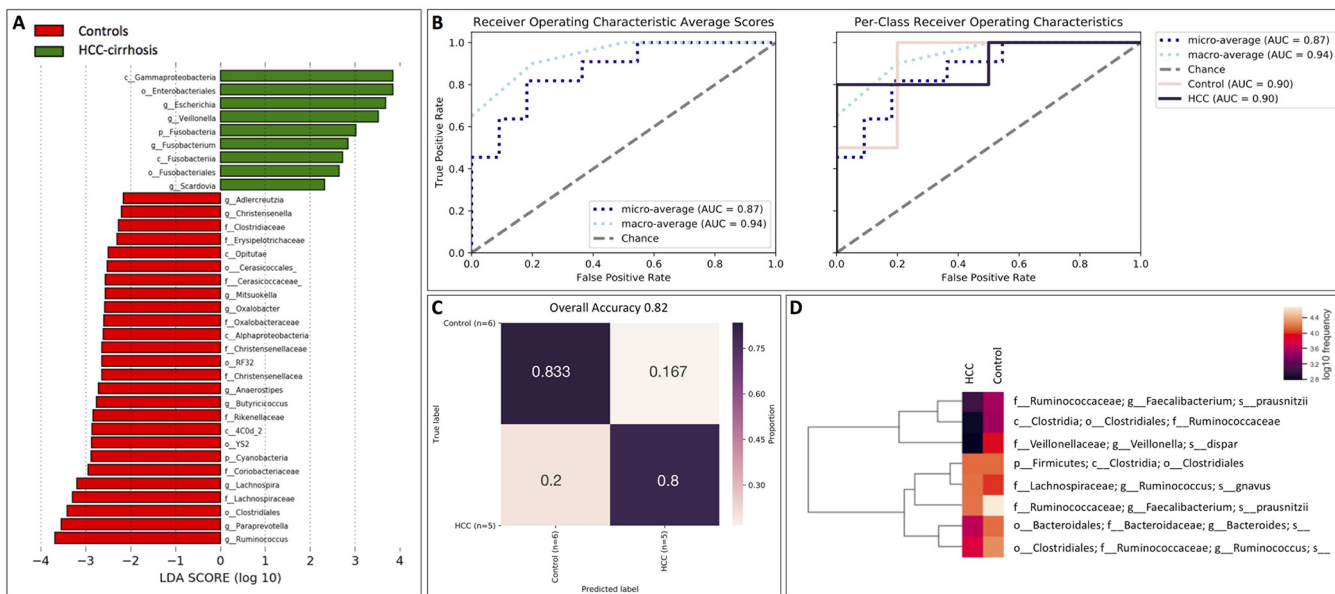 A
Controls
HCC-cirrhosis
c__Gammaproteobacteria
o__Enterobacteriales
g__Escherichia
g__Veillonella
p__Fusobacteria
g__Fusobacterium
c__Fusobacteriia
o__Fusobacteriales
g__Scardovia
g__Adlercreutzia
g__Christensenella
f__Clostridiaceae
f__Erysipelotrichaceae
c__Opitutae
o___Cerasicoccales_
f___Cerasicoccaceae_
g__Mitsuokella
g__Oxalobacter
f__Oxalobacteraceae
c__Alphaproteobacteria
f__Christensenellaceae
o__RF32
f__Christensenellacea
g__Anaerostipes
g__Butyricicoccus
f__Rikenellaceae
c__4C0d_2
o__YS2
p__Cyanobacteria
f__Coriobacteriaceae
g__Lachnospira
f__Lachnospiraceae
o__Clostridiales
g__Paraprevotella
g__Ruminococcus
−4 −3 −2 −1 0 1 2 3 4
LDA SCORE (log 10)
B
Receiver Operating Characteristic Average Scores
True Positive Rate
1.0
0.8
0.6
0.4
0.2
0.0
micro-average (AUC = 0.87)
macro-average (AUC = 0.94)
Chance
0.0 0.2 0.4 0.6 0.8 1.0
False Positive Rate
Per-Class Receiver Operating Characteristics
0.0 0.2 0.4 0.6 0.8 1.0
False Positive Rate
micro-average (AUC = 0.87)
macro-average (AUC = 0.94)
Chance
Control (AUC = 0.90)
HCC (AUC = 0.90)
C
Overall Accuracy 0.82
Control (n=6)
HCC (n=5)
True label
0.833 0.167
0.2 0.8
Control (n=6)
HCC (n=5)
Predicted label
0.75
0.60
0.45
0.30
Proportion
D
HCC
Control
4.4
4.0
3.6
3.2
2.8
log10 frequency
f__Ruminococcaceae; g__Faecalibacterium; s__prausnitzii
c__Clostridia; o__Clostridiales; f__Ruminococcaceae
f__Veillonellaceae; g__Veillonella; s__dispar
p__Firmicutes; c__Clostridia; o__Clostridiales
f__Lachnospiraceae; g__Ruminococcus; s__gnavus
f__Ruminococcaceae; g__Faecalibacterium; s__prausnitzii
o__Bacteroidales; f__Bacteroidaceae; g__Bacteroides; s__
o__Clostridiales; f__Ruminococcaceae; g__Ruminococcus; s__